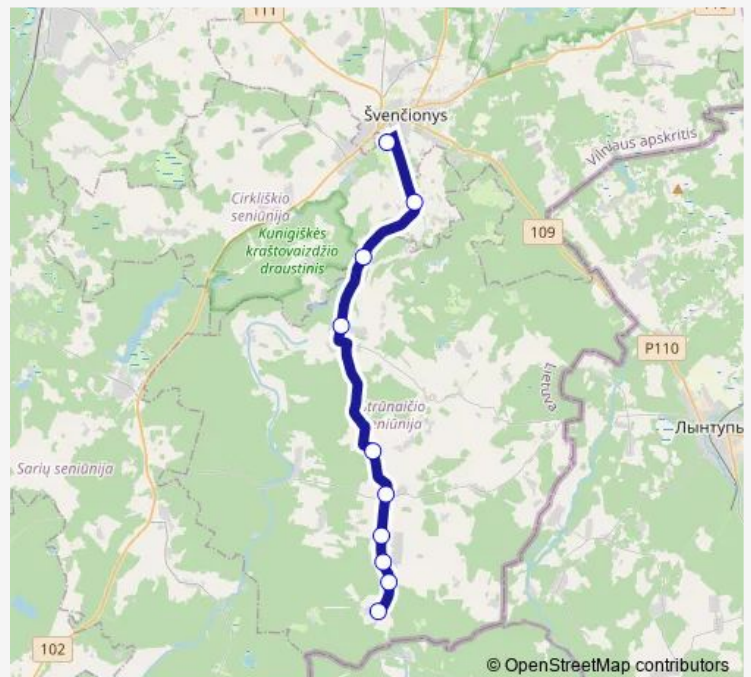 111
Švenčionys
Vilniaus apskritis
Cirkliškio
seniūnija
109
Kunigiškės
kraštovaizdžio
draustinis
P110
Lietuva
Strūnaičio
seniūnija
Лынтупы
Sarių seniūnija
102
© OpenStreetMap contributors